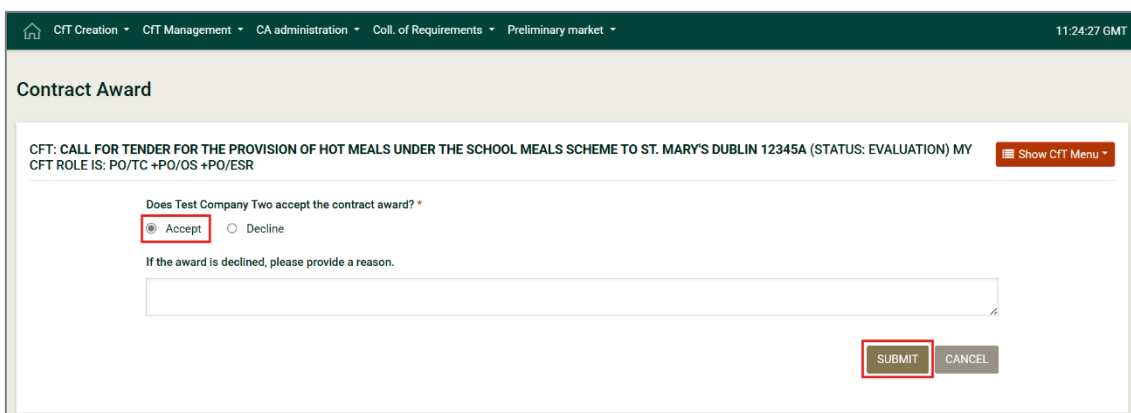 CfT Creation CfT Management CA administration Coll. of Requirements Preliminary market 11:24:27 GMT
Contract Award
CFT: CALL FOR TENDER FOR THE PROVISION OF HOT MEALS UNDER THE SCHOOL MEALS SCHEME TO ST. MARY'S DUBLIN 12345A (STATUS: EVALUATION) MY
CFT ROLE IS: PO/TC +PO/OS +PO/ESR
Show CfT Menu
Does Test Company Two accept the contract award? *
Accept Decline
If the award is declined, please provide a reason.
SUBMIT CANCEL